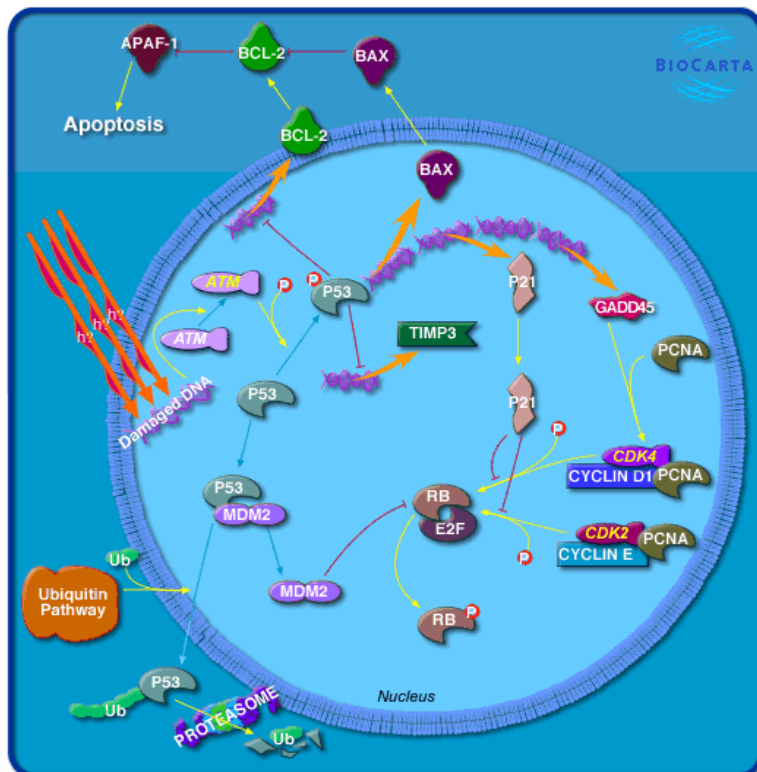 APAF-1
BCL-2
BAX
BIOCARTA
Apoptosis
BCL-2
BAX
ATM
P
P
P53
P21
GADD45
h?
h?
h?
ATM
TIMP3
PCNA
Damaged DNA
P53
P21
P
CDK4
CYCLIN D1
PCNA
P53
MDM2
RB
E2F
CDK2
PCNA
CYCLIN E
P
Ub
Ubiquitin
Pathway
MDM2
RB
P
P53
Ub
PROTEASOME
Ub
Nucleus